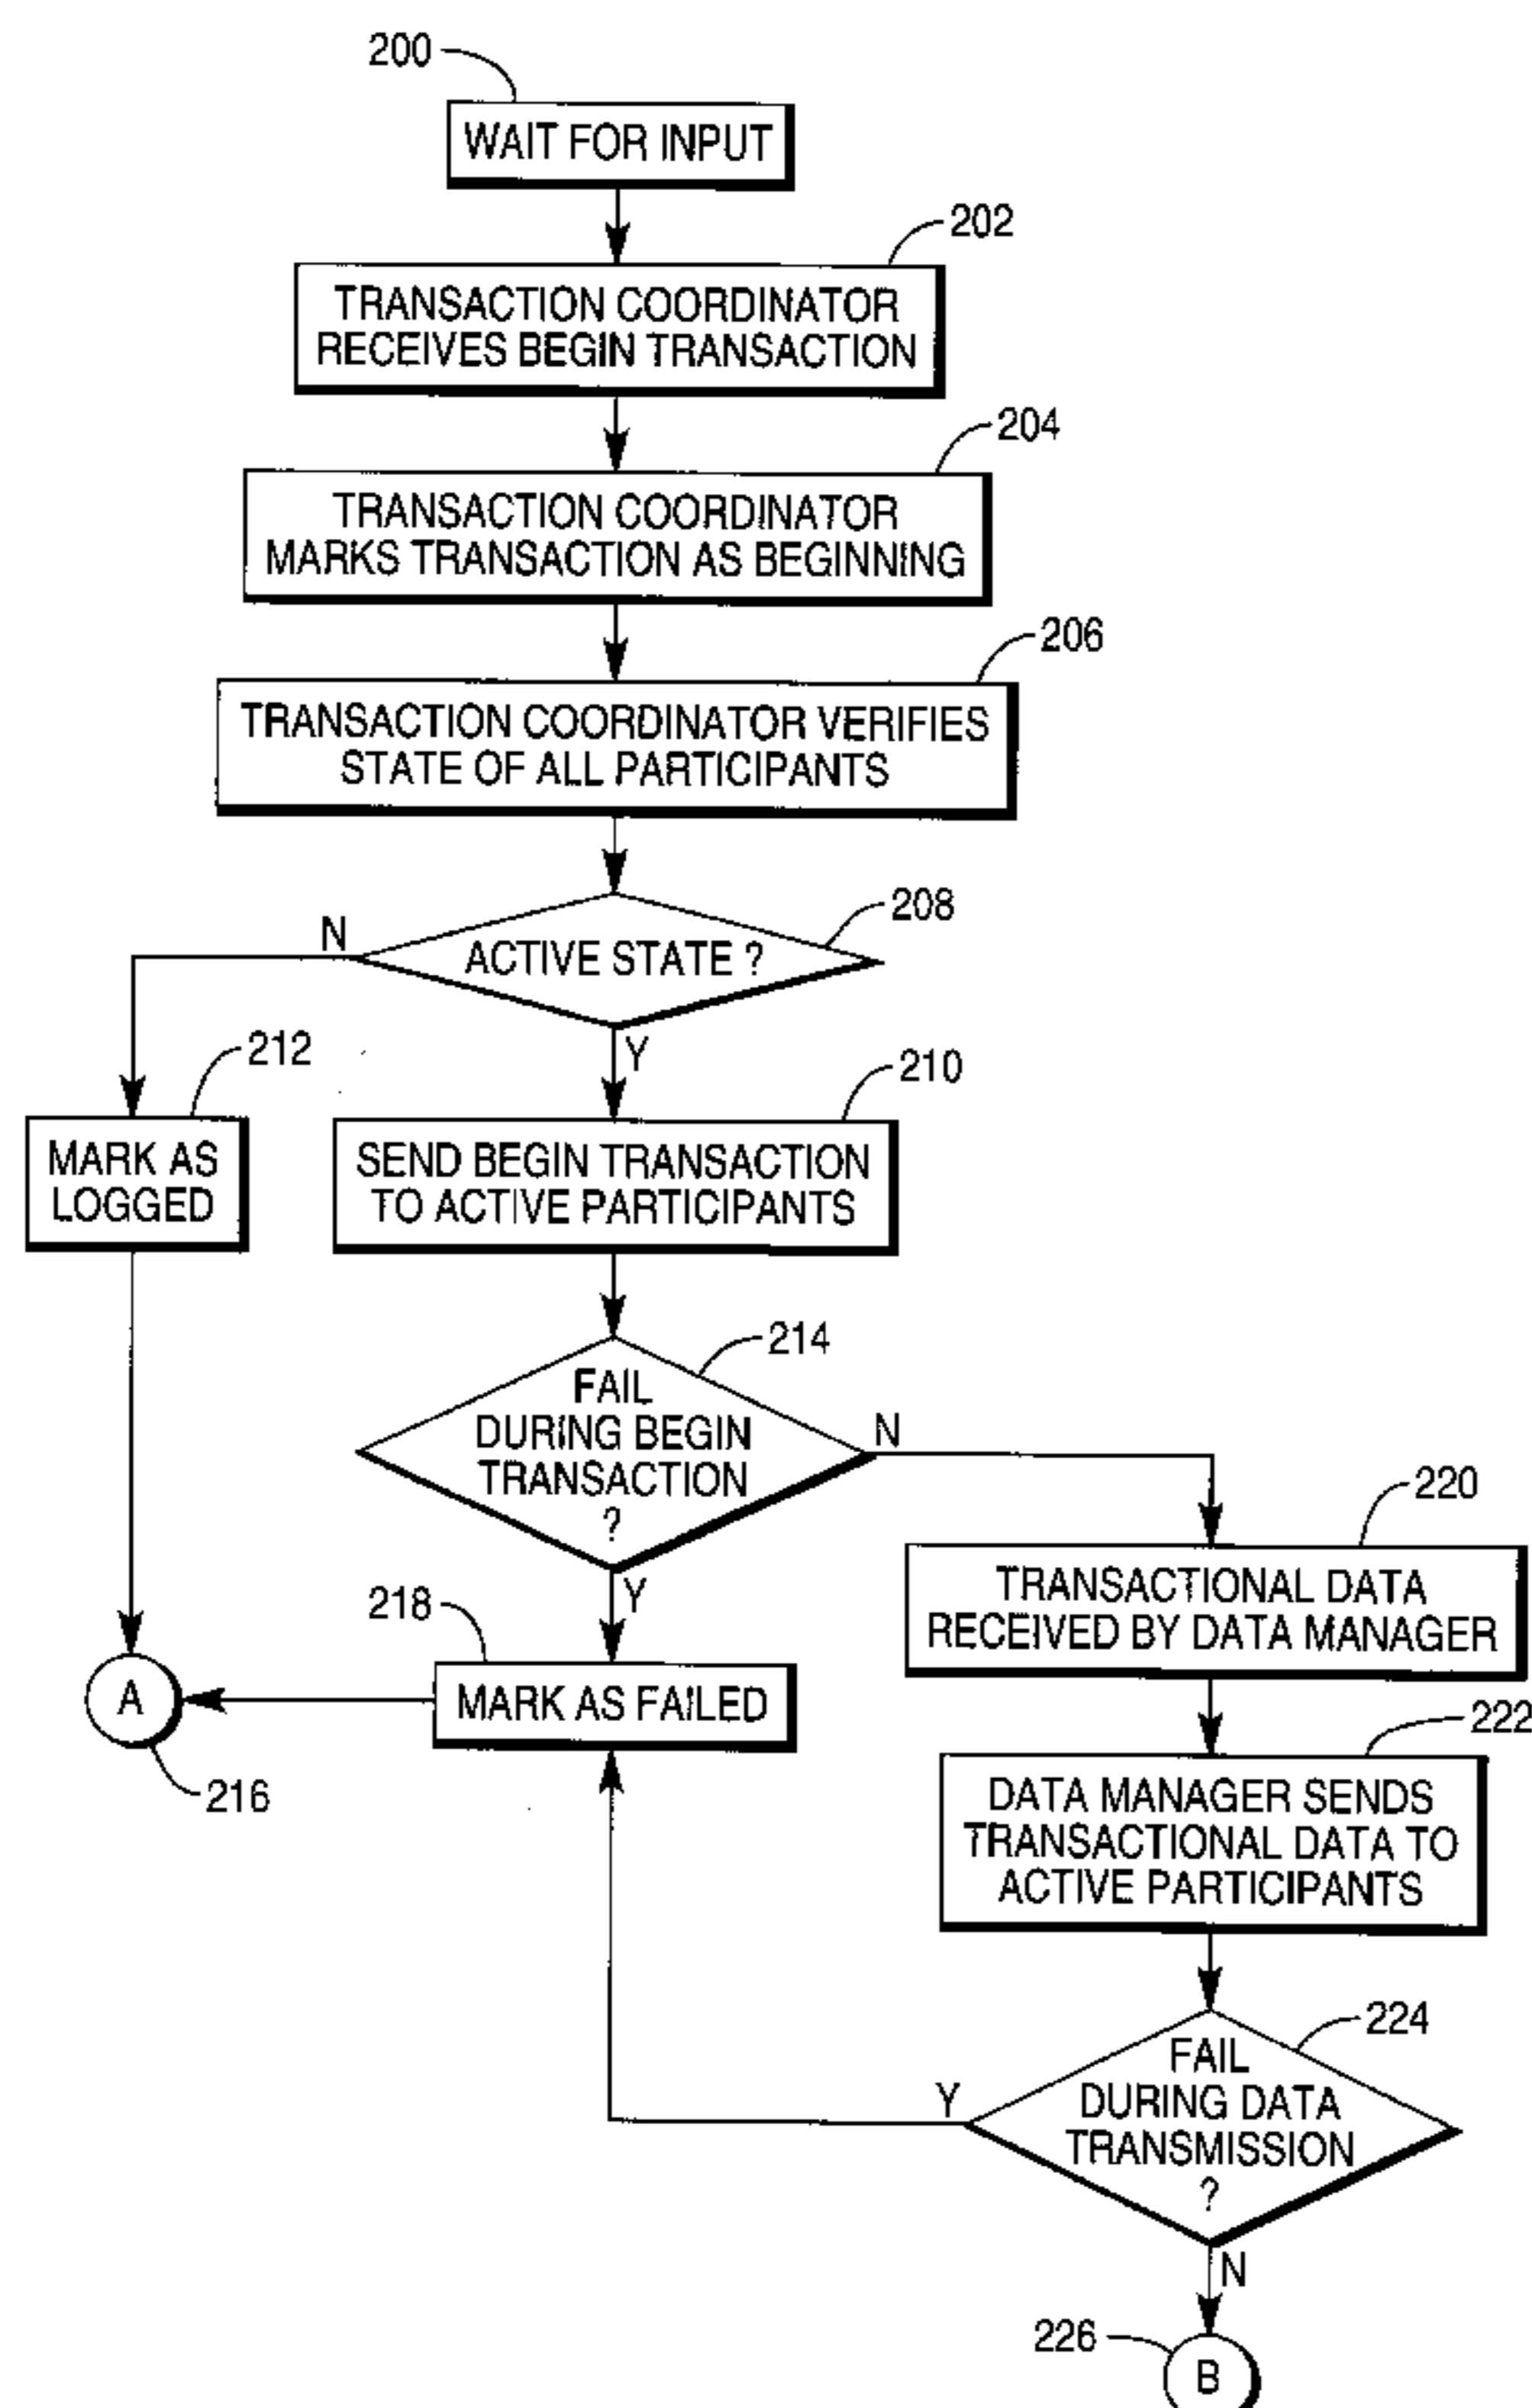 200
WAIT FOR INPUT
202
TRANSACTION COORDINATOR
RECEIVES BEGIN TRANSACTION
204
TRANSACTION COORDINATOR
MARKS TRANSACTION AS BEGINNING
206
TRANSACTION COORDINATOR VERIFIES
STATE OF ALL PARTICIPANTS
208
N
ACTIVE STATE ?
Y
212
MARK AS
LOGGED
210
SEND BEGIN TRANSACTION
TO ACTIVE PARTICIPANTS
214
FAIL
DURING BEGIN
TRANSACTION
?
N
Y
220
TRANSACTIONAL DATA
RECEIVED BY DATA MANAGER
218
MARK AS FAILED
A
216
222
DATA MANAGER SENDS
TRANSACTIONAL DATA TO
ACTIVE PARTICIPANTS
224
FAIL
DURING DATA
TRANSMISSION
?
Y
N
226
B